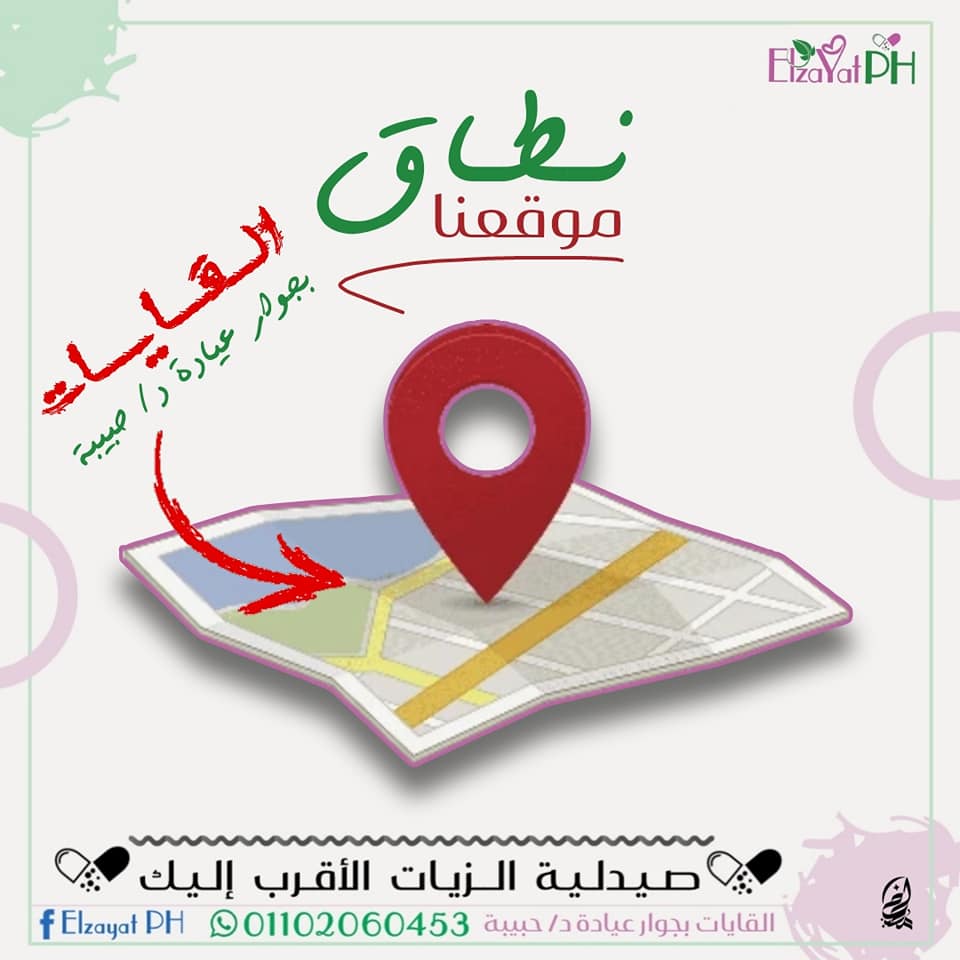 Elzayat PH
نطاق
موقعنا
القايات
بجوار عيادة د/ حبيبة
صيدلية الزيات الأقرب إليك
Elzayat PH 01102060453 القايات بجوار عيادة د/ حبيبة